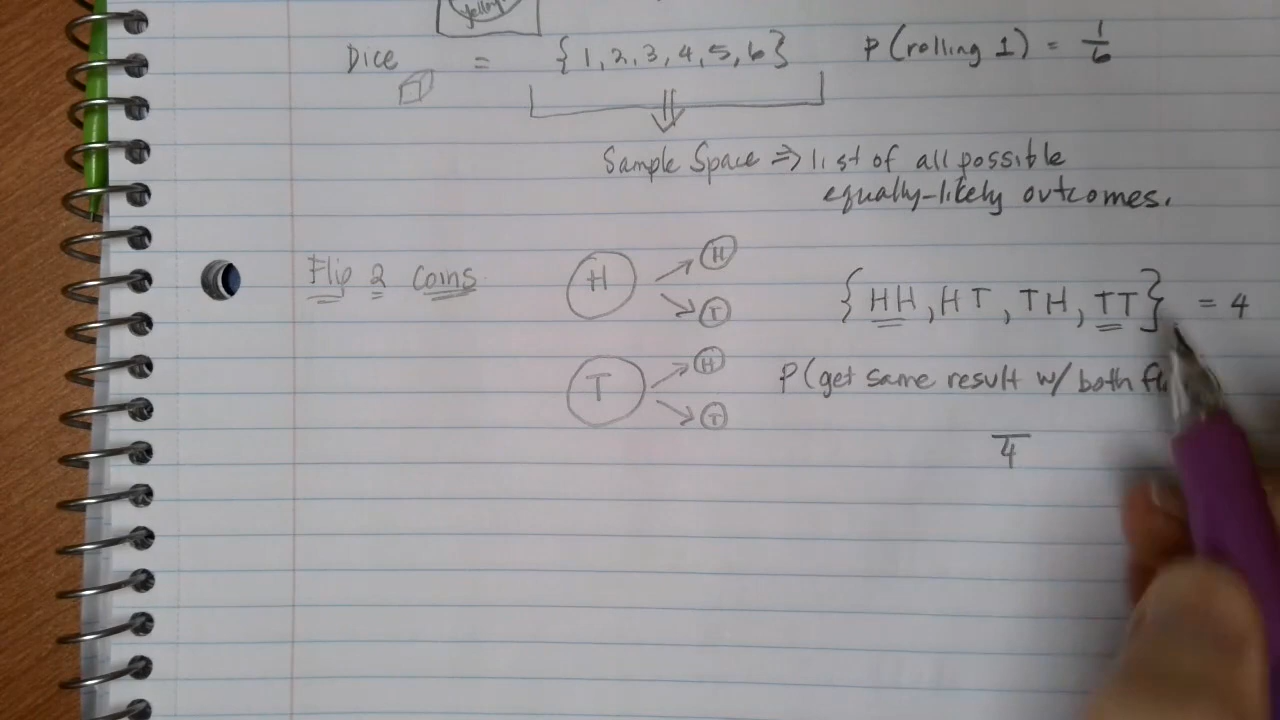 yellow
Dice = {1,2,3,4,5,6} P(rolling 1) = 1/6
Sample Space ⇒ list of all possible
equally-likely outcomes.
Flip 2 Coins
H H
T
{HH, HT, TH, TT} = 4
T H
T
P(get same result w/ both
/4